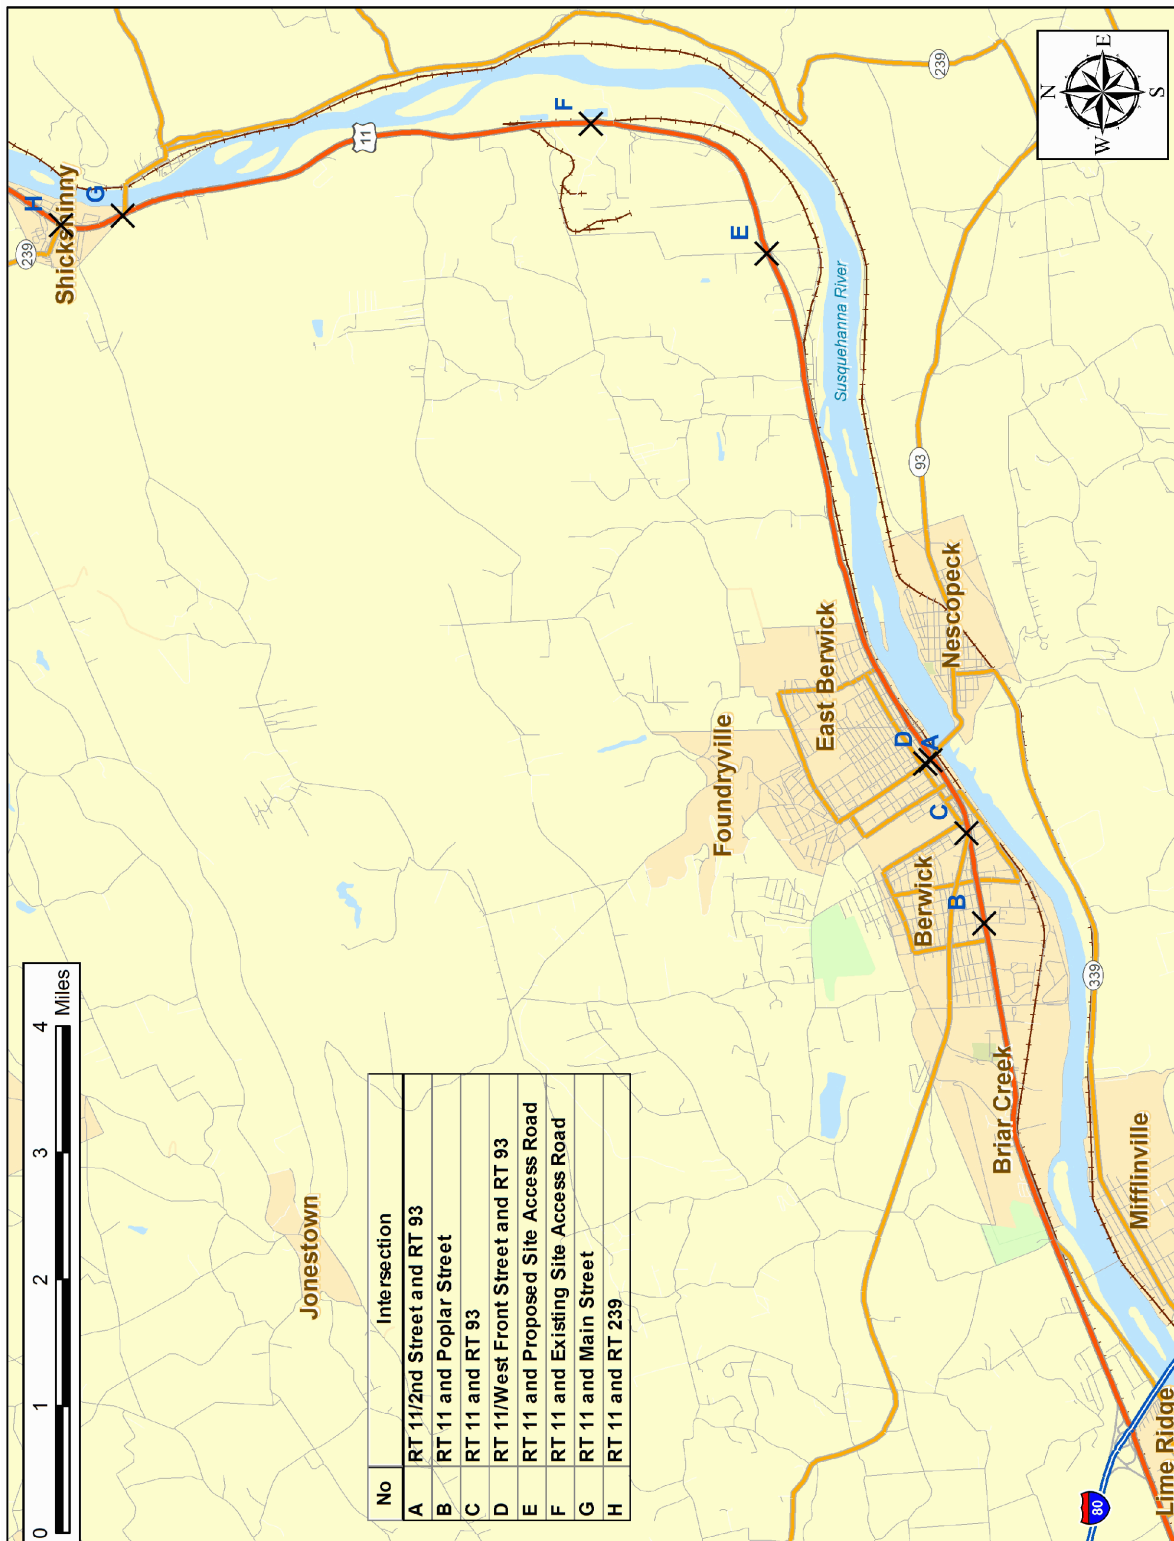 0 1 2 3 4
Miles
No Intersection
A RT 11/2nd Street and RT 93
B RT 11 and Poplar Street
C RT 11 and RT 93
D RT 11/West Front Street and RT 93
E RT 11 and Proposed Site Access Road
F RT 11 and Existing Site Access Road
G RT 11 and Main Street
H RT 11 and RT 239
Jonestown
Foundryville
East Berwick
Berwick
Briar Creek
Nescopeck
Mifflinville
Lime Ridge
Shickshinny
Susquehanna River
H
G
F
E
D
A
C
B
239
11
239
93
339
80
N
E
S
W